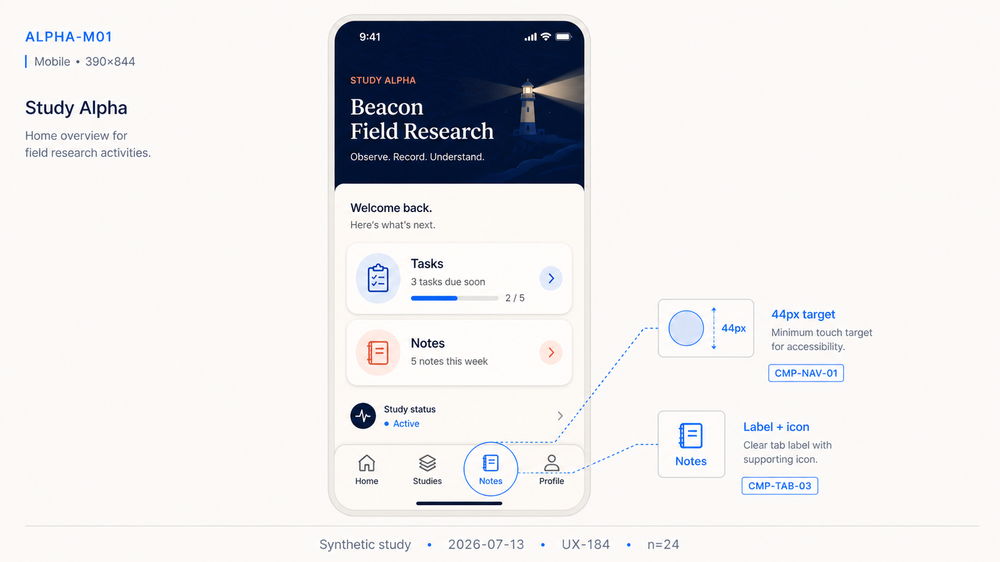 ALPHA-M01
Mobile • 390×844
Study Alpha
Home overview for
field research activities.
9:41
STUDY ALPHA
Beacon
Field Research
Observe. Record. Understand.
Welcome back.
Here's what's next.
Tasks
3 tasks due soon
2 / 5
Notes
5 notes this week
Study status
• Active
Home
Studies
Notes
Profile
44px
44px target
Minimum touch target
for accessibility.
CMP-NAV-01
Notes
Label + icon
Clear tab label with
supporting icon.
CMP-TAB-03
Synthetic study • 2026-07-13 • UX-184 • n=24